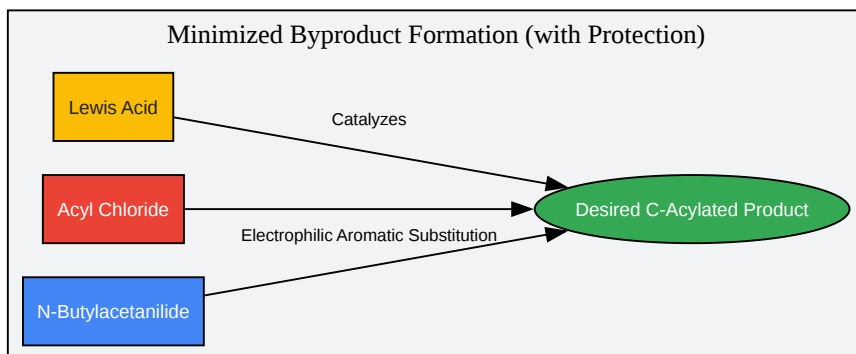 Minimized Byproduct Formation (with Protection)
Lewis Acid
Catalyzes
Acyl Chloride
Desired C-Acylated Product
Electrophilic Aromatic Substitution
N-Butylacetanilide